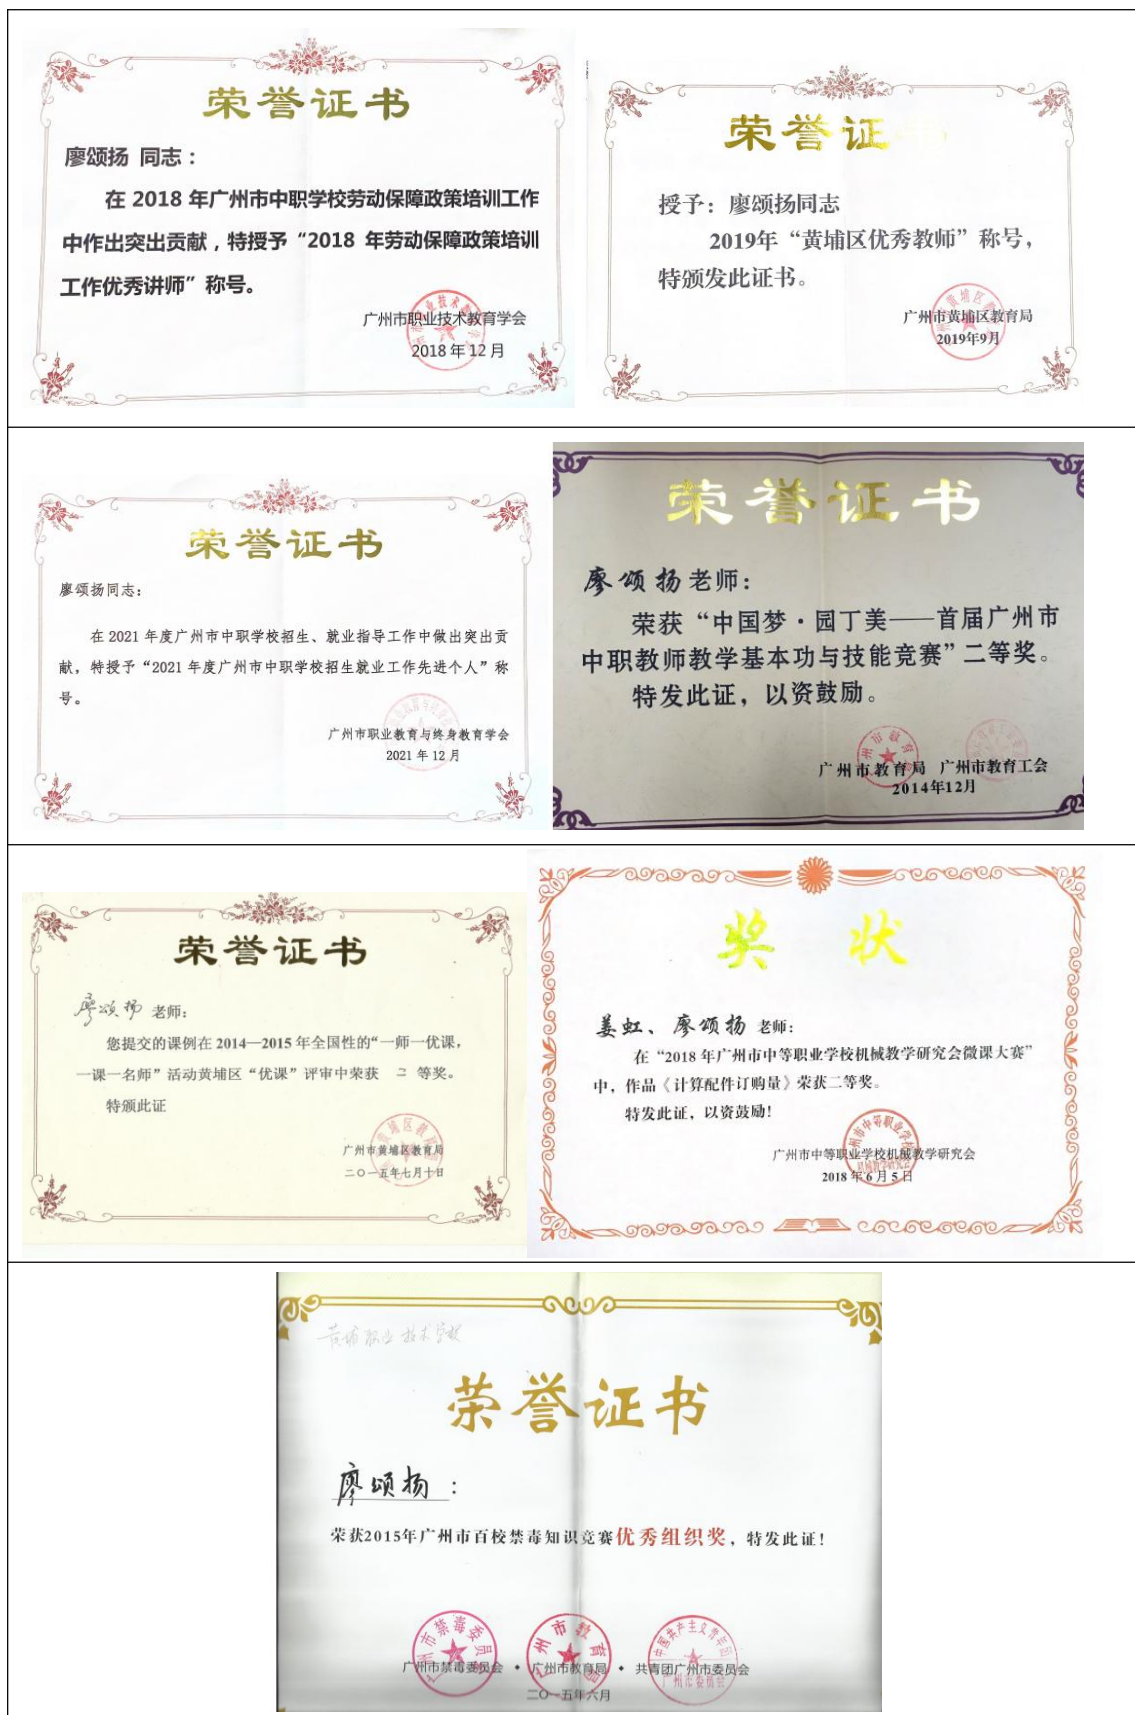 荣誉证书
廖颂扬 同志：
在 2018 年广州市中职学校劳动保障政策培训工作
中作出突出贡献，特授予“2018 年劳动保障政策培训
工作优秀讲师”称号。
广州市职业技术教育学会
2018 年 12 月
荣誉证书
授予：廖颂扬同志
2019年“黄埔区优秀教师”称号，
特颁发此证书。
广州市黄埔区教育局
2019年9月
荣誉证书
廖颂扬同志：
在 2021 年度广州市中职学校招生、就业指导工作中做出突出贡
献，特授予“2021 年度广州市中职学校招生就业工作先进个人”称
号。
广州市职业教育与终身教育学会
2021 年 12 月
荣誉证书
廖颂扬老师：
荣获“中国梦·园丁美——首届广州市
中职教师教学基本功与技能竞赛”二等奖。
特发此证，以资鼓励。
广州市教育局 广州市教育工会
2014年12月
荣誉证书
廖颂扬 老师：
您提交的课例在 2014—2015 年全国性的“一师一优课，
一课一名师”活动黄埔区“优课”评审中荣获 二 等奖。
特颁此证
广州市黄埔区教育局
二〇一五年七月十日
奖 状
姜虹、廖颂扬 老师：
在“2018 年广州市中等职业学校机械教学研究会微课大赛”
中，作品《计算配件订购量》荣获二等奖。
特发此证，以资鼓励！
广州市中等职业学校机械教学研究会
2018 年 6 月 5 日
黄埔职业技术学校
荣誉证书
廖颂扬：
荣获2015年广州市百校禁毒知识竞赛优秀组织奖，特发此证！
广州市禁毒委员会 • 广州市教育局 • 共青团广州市委员会
二〇一五年六月